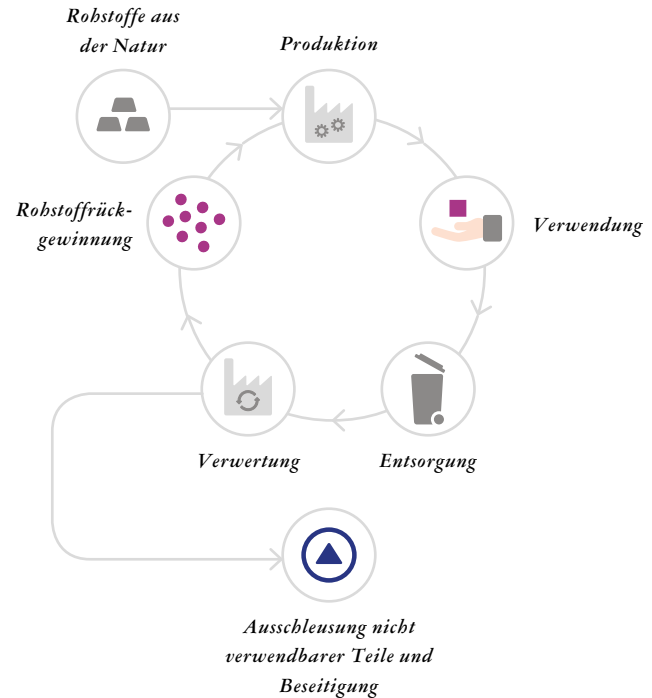 Rohstoffe aus
der Natur
Produktion
Rohstoffrück-
gewinnung
Verwendung
Verwertung
Entsorgung
Ausschleusung nicht
verwendbarer Teile und
Beseitigung